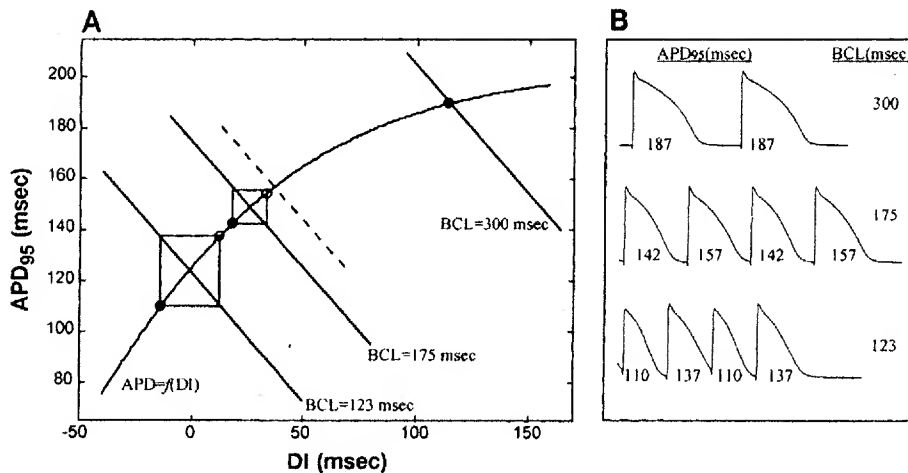 A
APD95 (msec)
200
180
160
140
120
100
80
-50
0
50
100
150
DI (msec)
APD=f(DI)
BCL=123 msec
BCL=175 msec
BCL=300 msec
B
APD95(msec)
BCL(msec
187
187
300
142
157
142
157
175
110
137
110
137
123